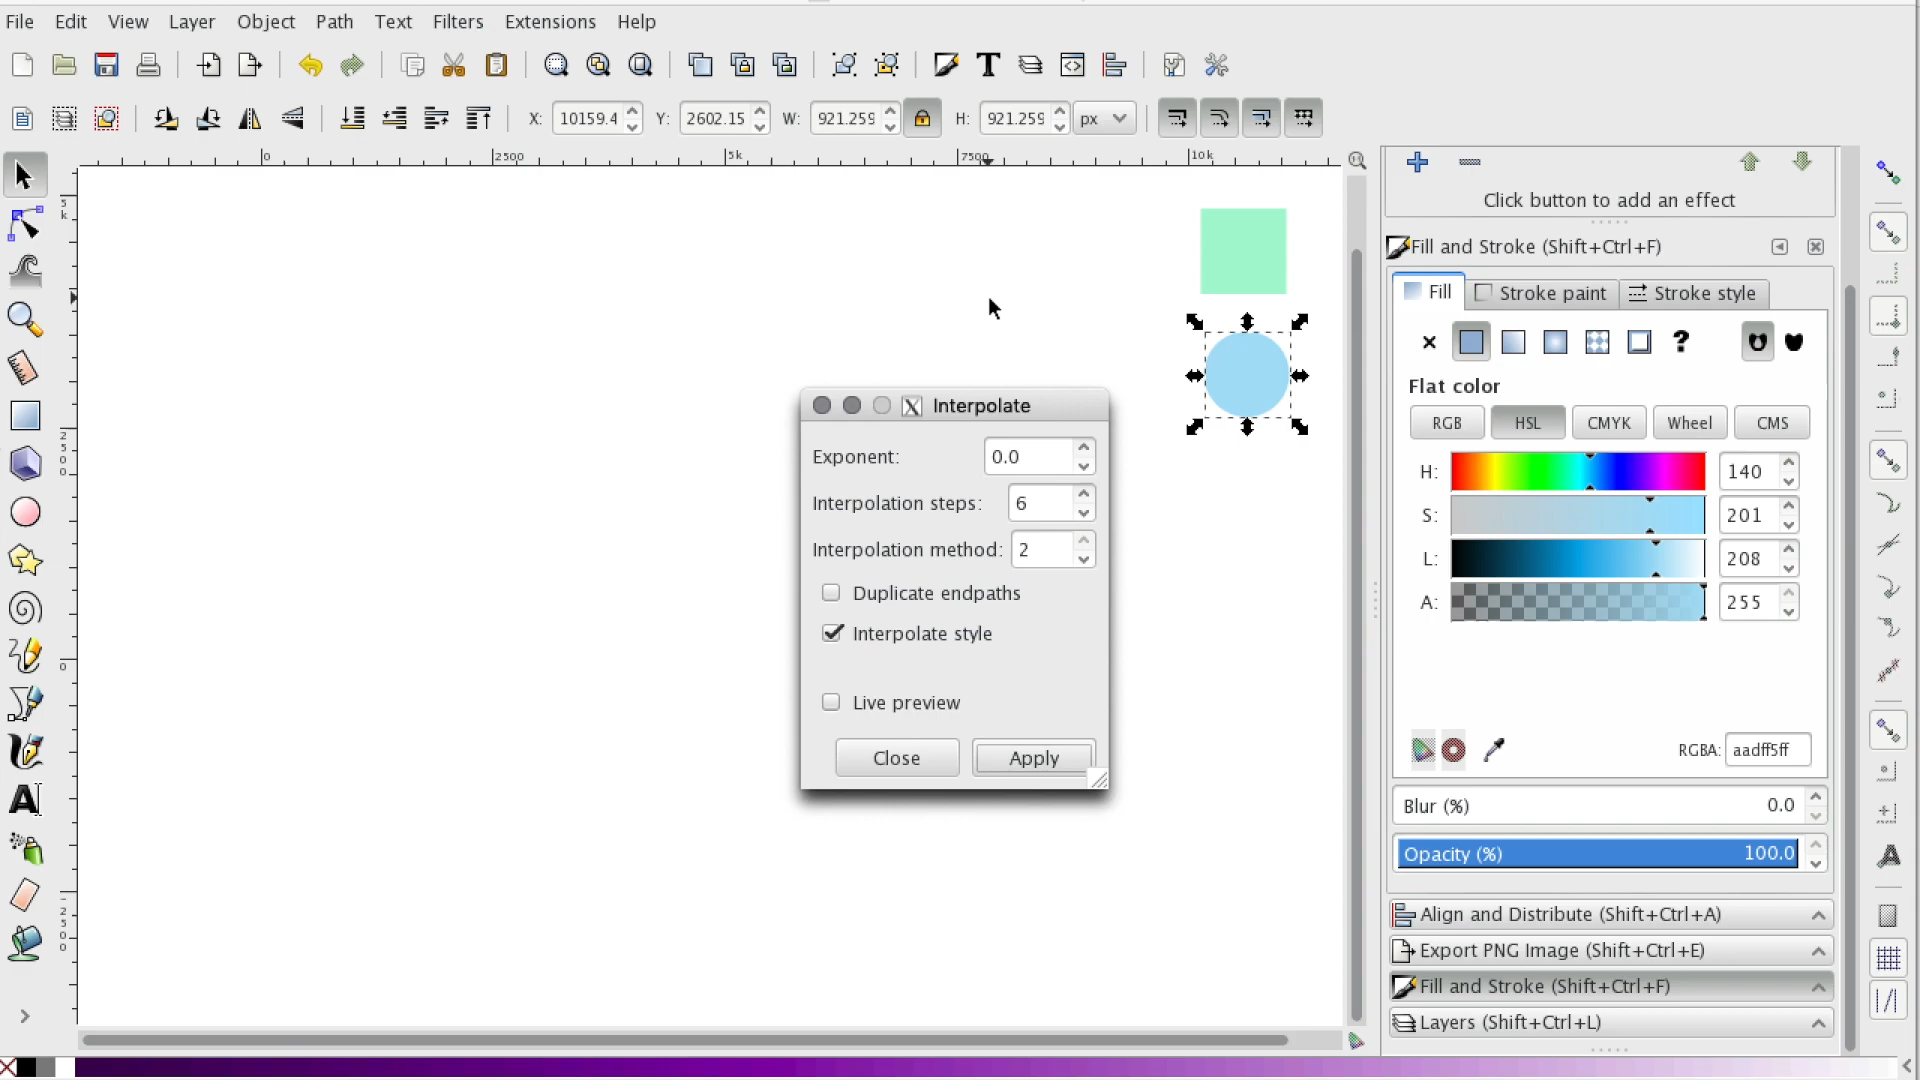 File Edit View Layer Object Path Text Filters Extensions Help
X: 10159.4 Y: 2602.15 W: 921.259 H: 921.259 px
0 2500 5k 7500 10k
5k
2500
0
-2500
Click button to add an effect
Fill and Stroke (Shift+Ctrl+F)
Fill Stroke paint Stroke style
Flat color
RGB HSL CMYK Wheel CMS
H: 140
S: 201
L: 208
A: 255
RGBA: aadff5ff
Blur (%) 0.0
Opacity (%) 100.0
Align and Distribute (Shift+Ctrl+A)
Export PNG Image (Shift+Ctrl+E)
Fill and Stroke (Shift+Ctrl+F)
Layers (Shift+Ctrl+L)
Interpolate
Exponent: 0.0
Interpolation steps: 6
Interpolation method: 2
Duplicate endpaths
Interpolate style
Live preview
Close Apply